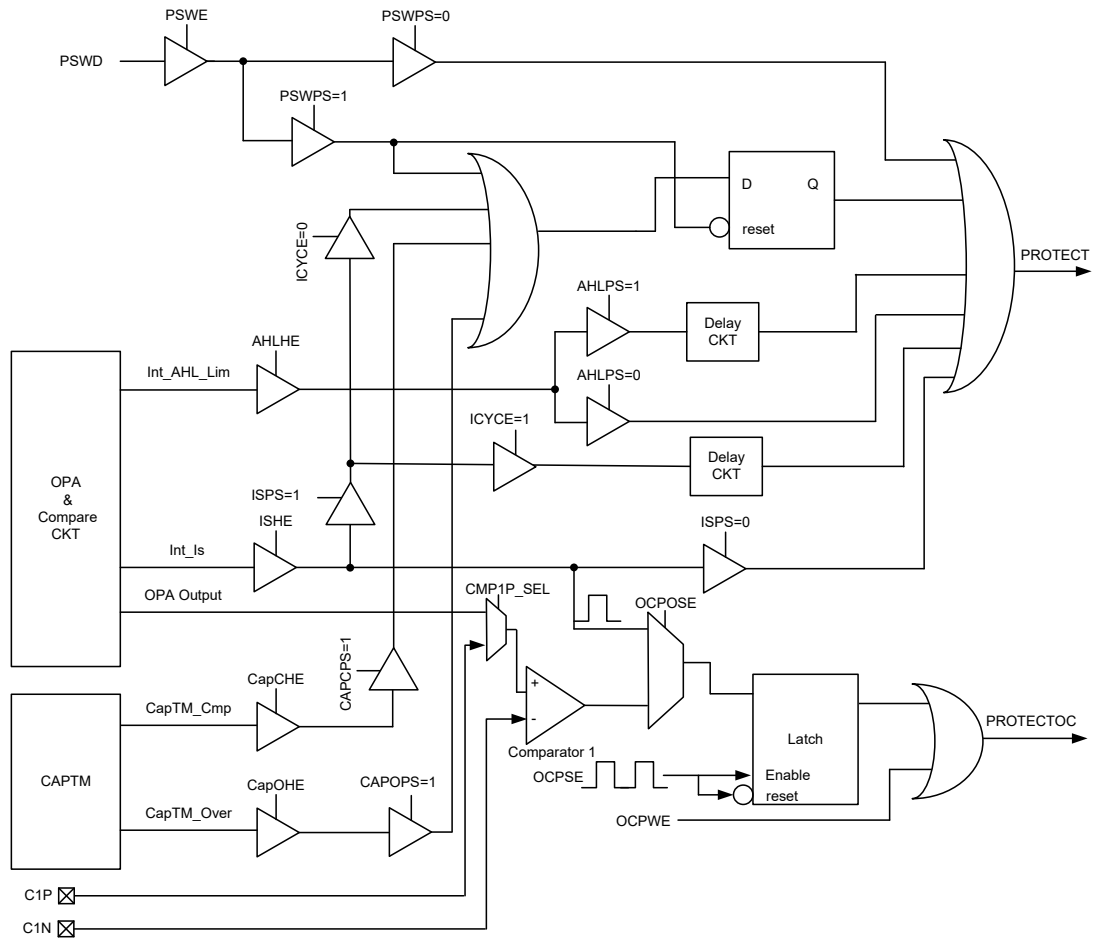 PSWE
PSWPS=0
PSWD
PSWPS=1
D
Q
reset
ICYCE=0
PROTECT
AHLPS=1
Delay
CKT
AHLHE
Int_AHL_Lim
AHLPS=0
ICYCE=1
Delay
CKT
OPA
&
Compare
CKT
ISPS=1
ISHE
Int_Is
ISPS=0
OPA Output
CMP1P_SEL
OCPOSE
CAPCPS=1
CapCHE
CapTM_Cmp
+
-
Comparator 1
PROTECTOC
Latch
CAPTM
OCPSE
Enable
reset
CapOHE
CAPOPS=1
CapTM_Over
OCPWE
C1P
C1N